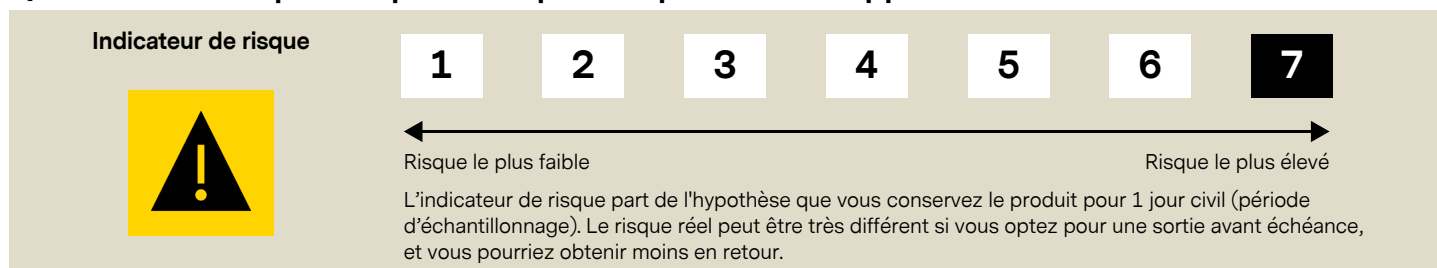 Indicateur de risque
1 2 3 4 5 6 7
Risque le plus faible Risque le plus élevé
L'indicateur de risque part de l'hypothèse que vous conservez le produit pour 1 jour civil (période
d'échantillonnage). Le risque réel peut être très différent si vous optez pour une sortie avant échéance,
et vous pourriez obtenir moins en retour.